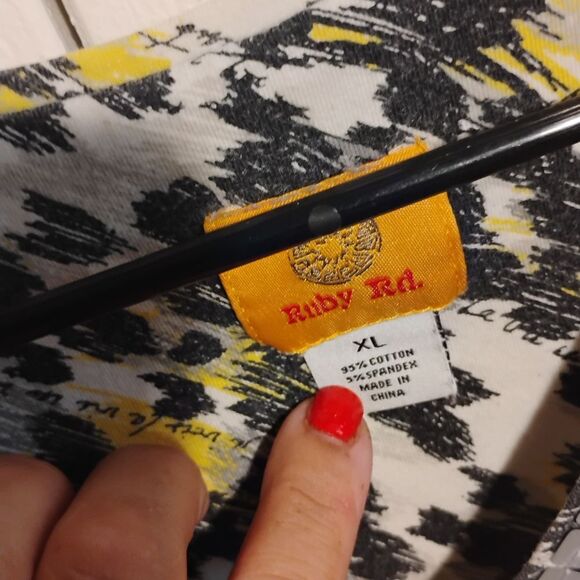 Ruby Rd.
XL
95% COTTON
5% SPANDEX
MADE IN
CHINA